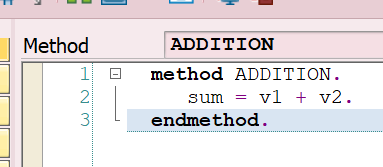 Method ADDITION
1 method ADDITION.
2 sum = v1 + v2.
3 endmethod.